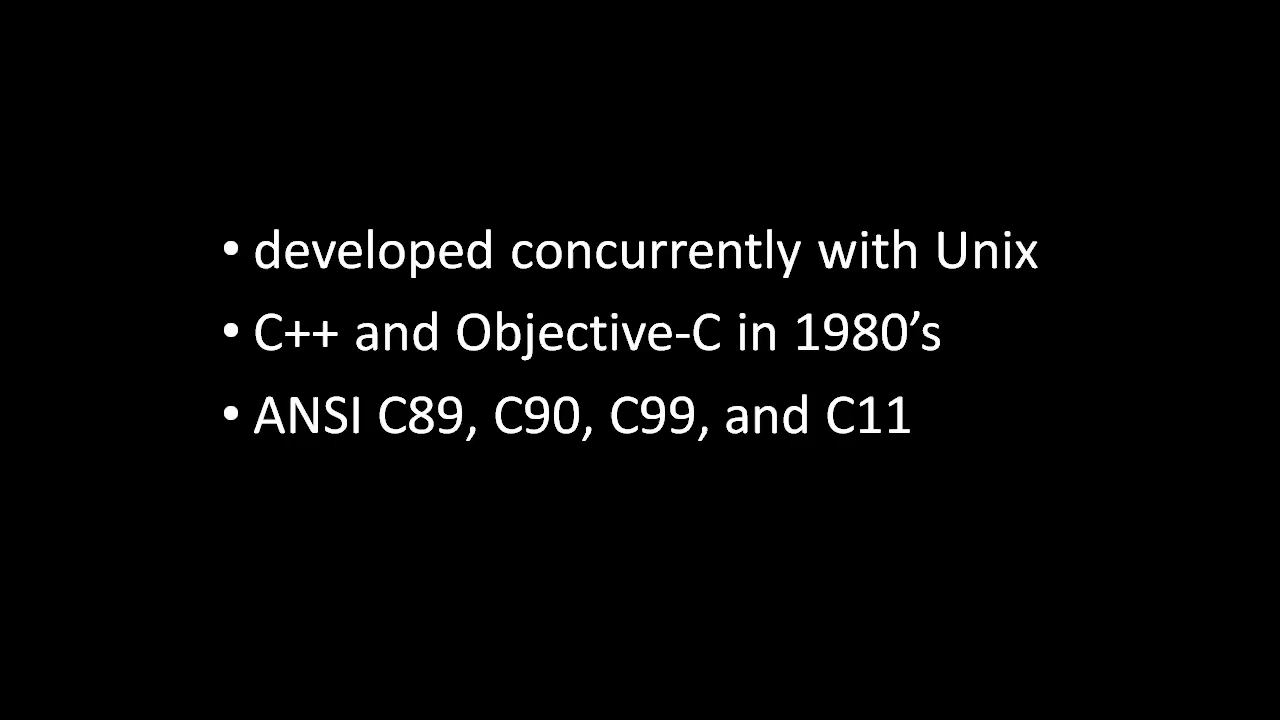 • developed concurrently with Unix
• C++ and Objective-C in 1980’s
• ANSI C89, C90, C99, and C11